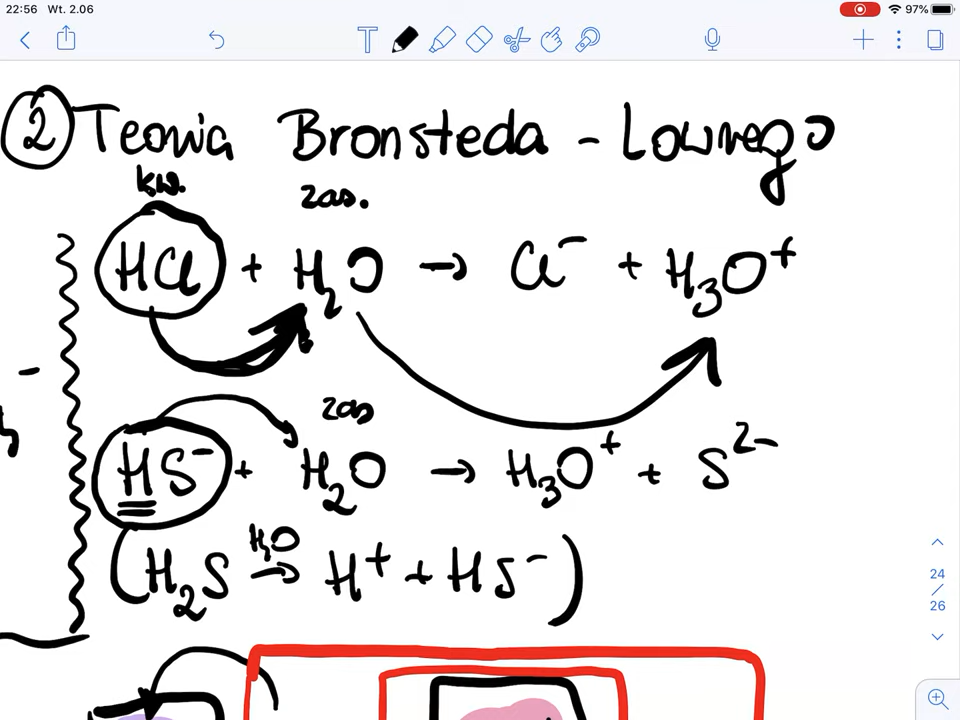 22:56 Wt. 2.06 97%
T
② Teoria Bronsteda - Lowrego
kw. zas.
HCl + H₂O → Cl⁻ + H₃O⁺
zas
HS⁻ + H₂O → H₃O⁺ + S²⁻
H₂O
(H₂S → H⁺ + HS⁻)
24
/
26